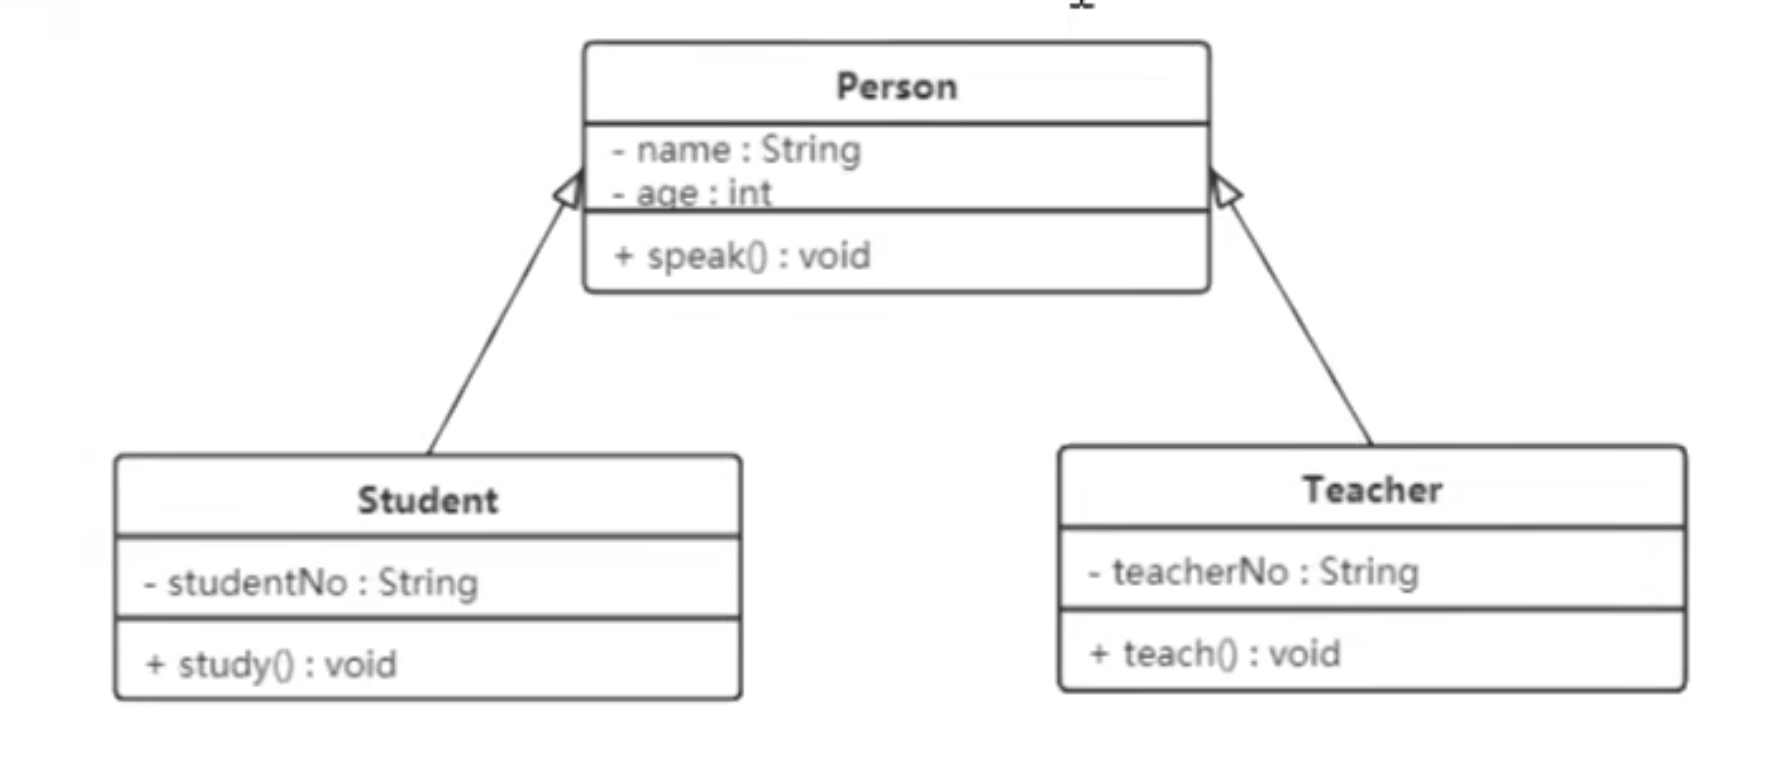 Person
- name : String
- age : int
+ speak() : void
Student
- studentNo : String
+ study() : void
Teacher
- teacherNo : String
+ teach() : void